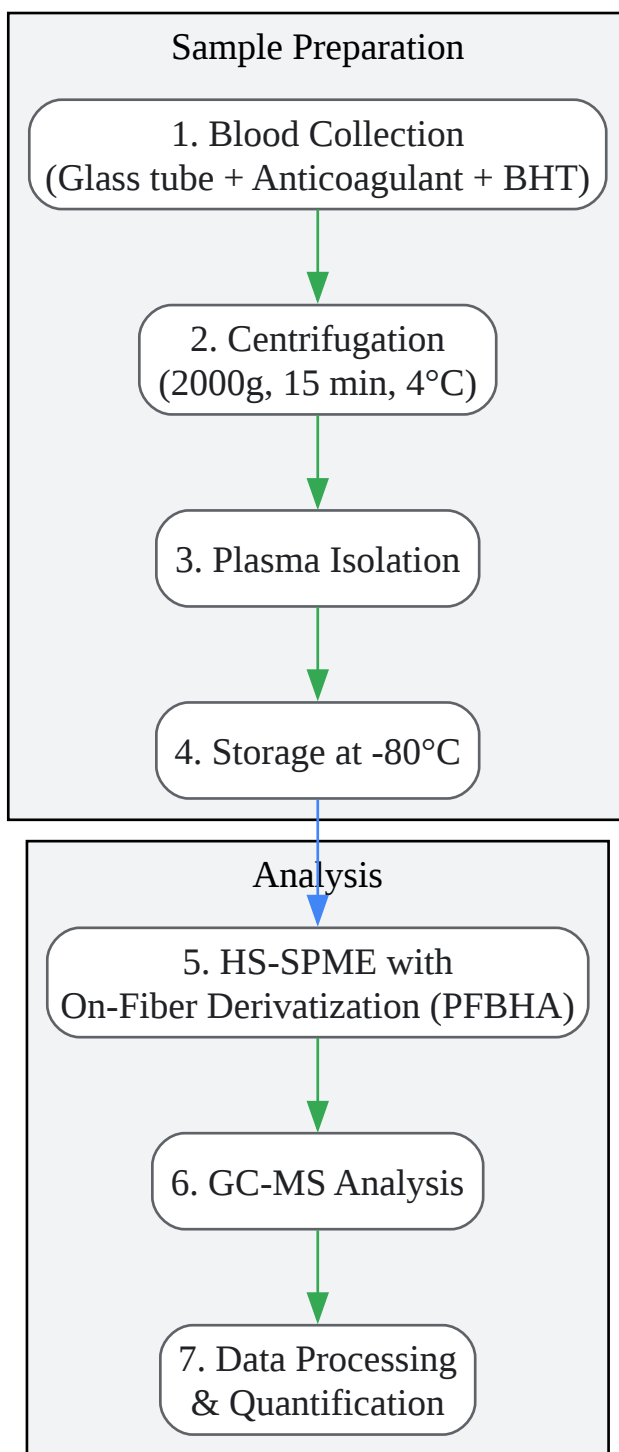 Sample Preparation
1. Blood Collection
(Glass tube + Anticoagulant + BHT)
2. Centrifugation
(2000g, 15 min, 4°C)
3. Plasma Isolation
4. Storage at -80°C
Analysis
5. HS-SPME with
On-Fiber Derivatization (PFBHA)
6. GC-MS Analysis
7. Data Processing
& Quantification